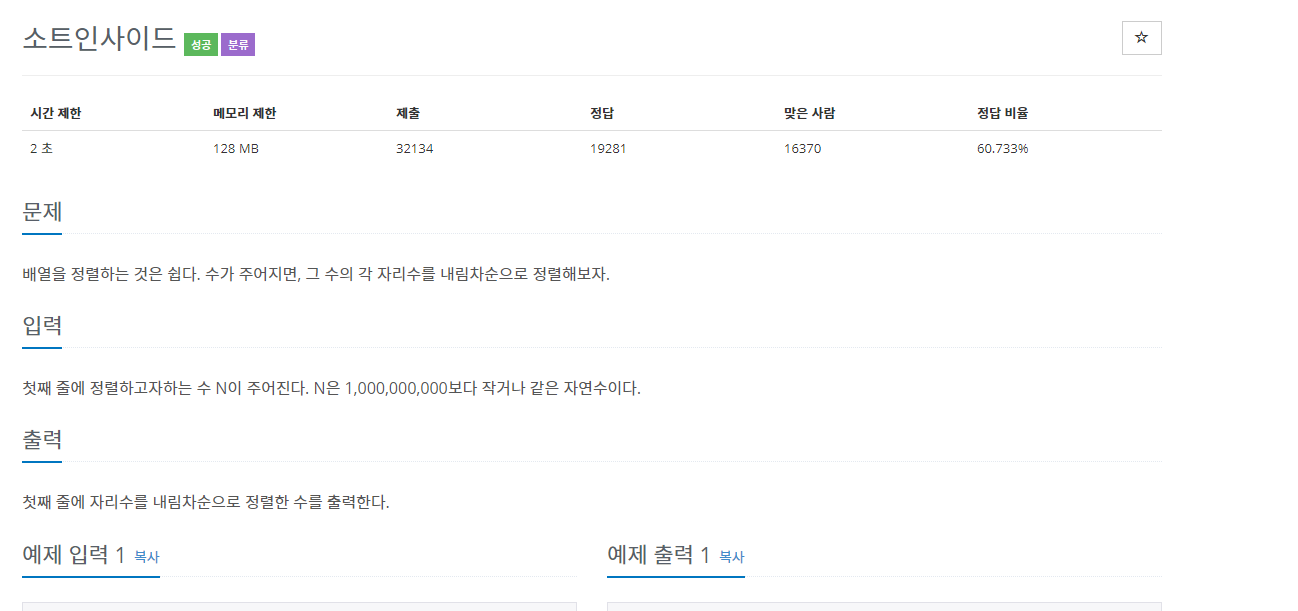 소트인사이드 성공 분류
☆
시간 제한 메모리 제한 제출 정답 맞은 사람 정답 비율
2 초 128 MB 32134 19281 16370 60.733%
문제
배열을 정렬하는 것은 쉽다. 수가 주어지면, 그 수의 각 자리수를 내림차순으로 정렬해보자.
입력
첫째 줄에 정렬하고자하는 수 N이 주어진다. N은 1,000,000,000보다 작거나 같은 자연수이다.
출력
첫째 줄에 자리수를 내림차순으로 정렬한 수를 출력한다.
예제 입력 1 복사
예제 출력 1 복사